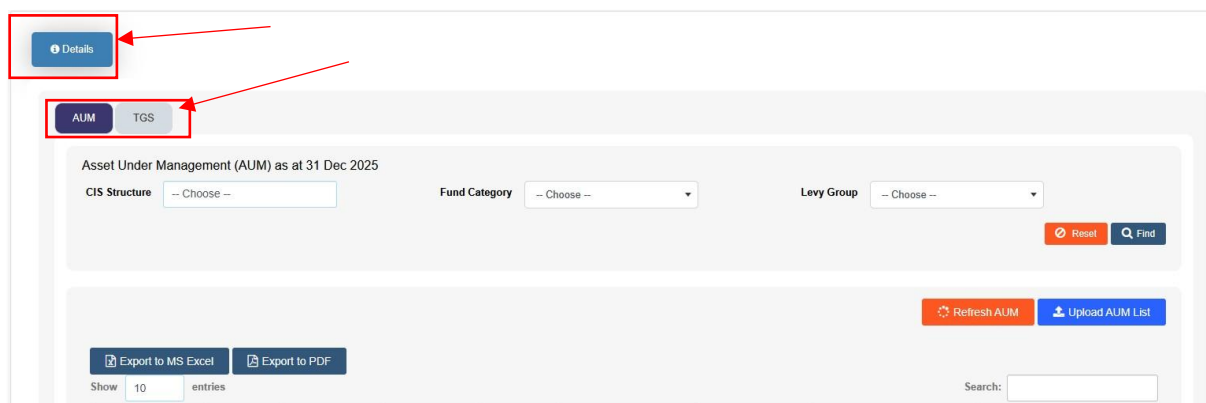 Details
AUM TGS
Asset Under Management (AUM) as at 31 Dec 2025
CIS Structure -- Choose -- Fund Category -- Choose -- Levy Group -- Choose --
Reset Find
Refresh AUM Upload AUM List
Export to MS Excel Export to PDF
Show 10 entries Search: